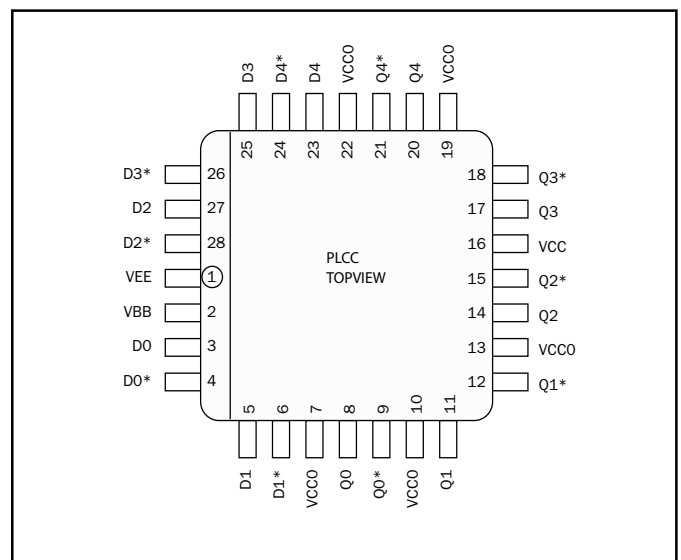 D3
D4*
D4
VCCO
Q4*
Q4
VCCO
25
24
23
22
21
20
19
D3* 26
D2 27
D2* 28
VEE 1
VBB 2
D0 3
D0* 4
PLCC
TOPVIEW
18 Q3*
17 Q3
16 VCC
15 Q2*
14 Q2
13 VCCO
12 Q1*
5
6
7
8
9
10
11
D1
D1*
VCCO
Q0
Q0*
VCCO
Q1